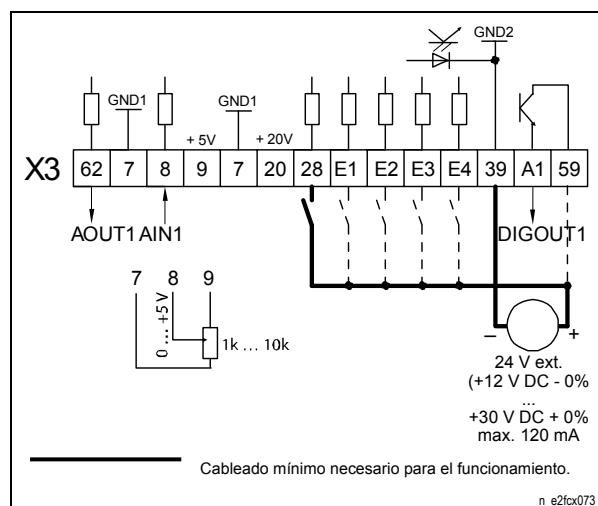 GND2
GND1
GND1
+ 5V
+ 20V
X3 62 7 8 9 7 20 28 E1 E2 E3 E4 39 A1 59
AOUT1 AIN1
DIGOUT1
7 8 9
0 ... +5 V
1k ... 10k
– +
24 V ext.
(+12 V DC - 0%
...
+30 V DC + 0%
max. 120 mA
Cableado mínimo necesario para el funcionamiento.
n e2fcx073